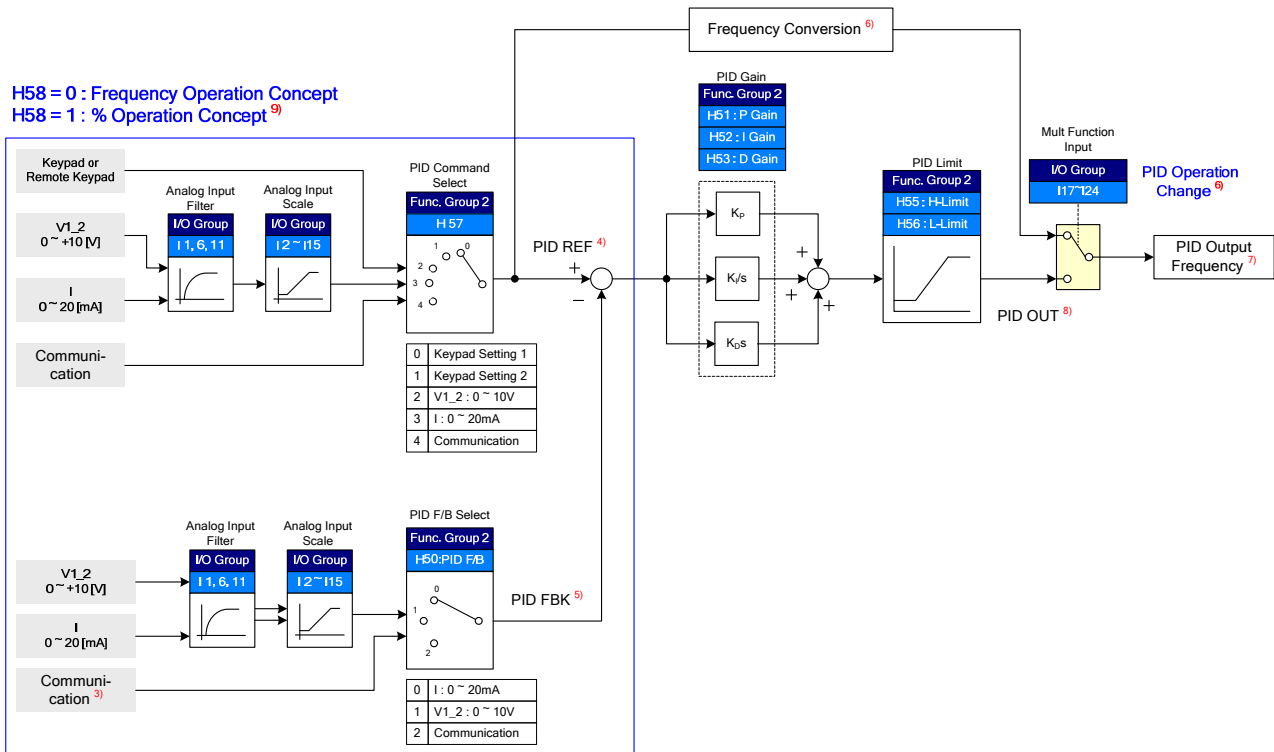 Frequency Conversion 6)
H58 = 0 : Frequency Operation Concept
H58 = 1 : % Operation Concept 9)
PID Gain
Func. Group 2
H51 : P Gain
H52 : I Gain
H53 : D Gain
Mult Function
Input
I/O Group
I17~I24
PID Operation
Change 6)
Keypad or
Remote Keypad
V1_2
0 ~ +10 [V]
I
0 ~ 20 [mA]
Communi-
cation
Analog Input
Filter
I/O Group
I 1, 6, 11
Analog Input
Scale
I/O Group
I 2 ~ I15
PID Command
Select
Func. Group 2
H 57
0
1
2
3
4
0 Keypad Setting 1
1 Keypad Setting 2
2 V1_2 : 0 ~ 10V
3 I : 0 ~ 20mA
4 Communication
PID REF 4)
+
−
KP
KI/s
KDs
+
+
+
PID Limit
Func. Group 2
H55 : H-Limit
H56 : L-Limit
PID OUT 8)
PID Output
Frequency 7)
V1_2
0 ~ +10 [V]
I
0 ~ 20 [mA]
Communi-
cation 3)
Analog Input
Filter
I/O Group
I 1, 6, 11
Analog Input
Scale
I/O Group
I 2 ~ I15
PID F/B Select
Func. Group 2
H50:PID F/B
0
1
2
PID FBK 5)
0 I : 0 ~ 20mA
1 V1_2 : 0 ~ 10V
2 Communication